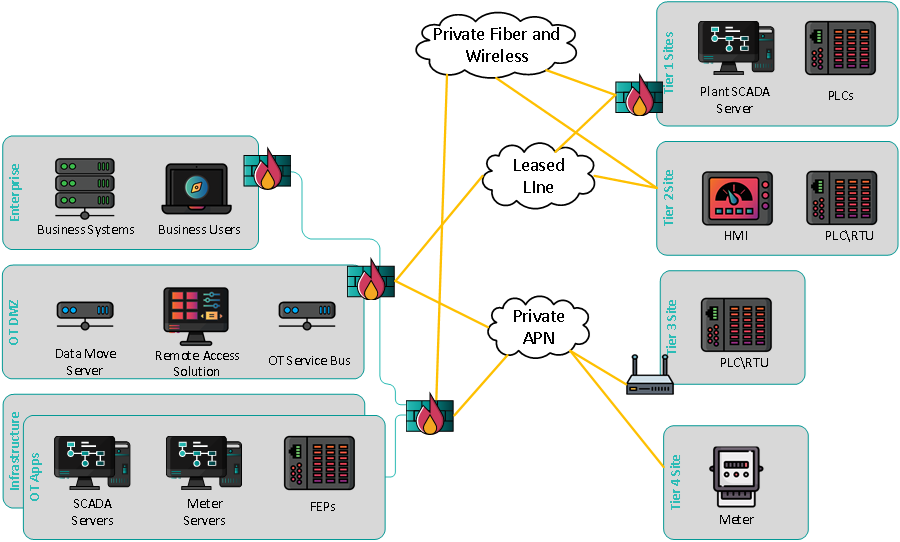 Private Fiber and
Wireless
Tier 1 Sites
Plant SCADA
Server
PLCs
Enterprise
Business Systems
Business Users
Leased
LIne
Tier 2 Site
HMI
PLC\RTU
OT DMZ
Data Move
Server
Remote Access
Solution
OT Service Bus
Private
APN
Tier 3 Site
PLC\RTU
Infrastructure
OT Apps
SCADA
Servers
Meter
Servers
FEPs
Tier 4 Site
Meter